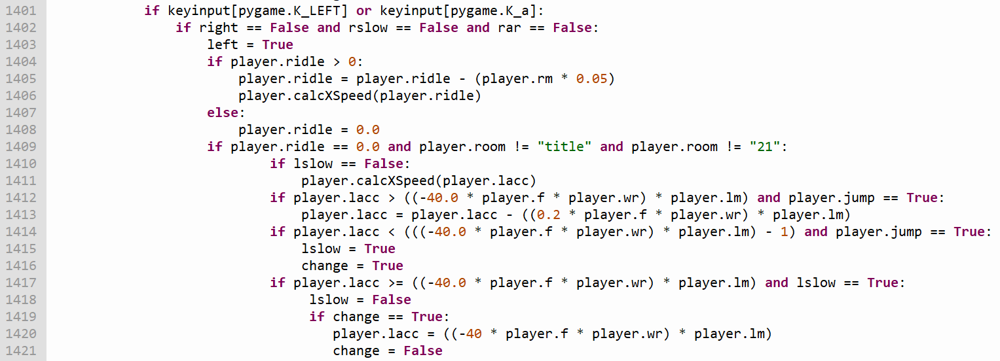 1401 if keyinput[pygame.K_LEFT] or keyinput[pygame.K_a]:
1402 if right == False and rslow == False and rar == False:
1403 left = True
1404 if player.ridle > 0:
1405 player.ridle = player.ridle - (player.rm * 0.05)
1406 player.calcXSpeed(player.ridle)
1407 else:
1408 player.ridle = 0.0
1409 if player.ridle == 0.0 and player.room != "title" and player.room != "21":
1410 if lslow == False:
1411 player.calcXSpeed(player.lacc)
1412 if player.lacc > ((-40.0 * player.f * player.wr) * player.lm) and player.jump == True:
1413 player.lacc = player.lacc - ((0.2 * player.f * player.wr) * player.lm)
1414 if player.lacc < (((-40.0 * player.f * player.wr) * player.lm) - 1) and player.jump == True:
1415 lslow = True
1416 change = True
1417 if player.lacc >= ((-40.0 * player.f * player.wr) * player.lm) and lslow == True:
1418 lslow = False
1419 if change == True:
1420 player.lacc = ((-40 * player.f * player.wr) * player.lm)
1421 change = False